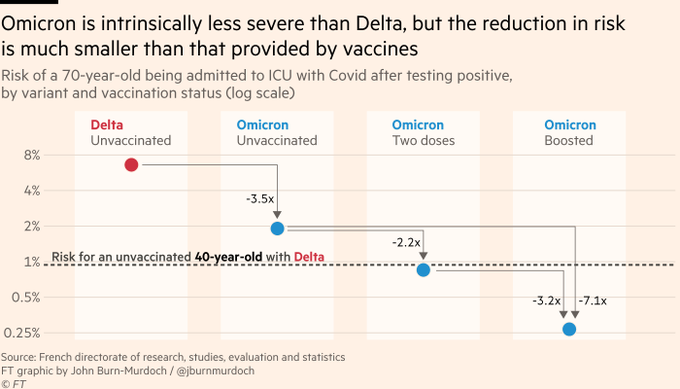 Omicron is intrinsically less severe than Delta, but the reduction in risk
is much smaller than that provided by vaccines
Risk of a 70-year-old being admitted to ICU with Covid after testing positive,
by variant and vaccination status (log scale)
Delta
Unvaccinated
Omicron
Unvaccinated
Omicron
Two doses
Omicron
Boosted
8%
4%
-3.5x
2%
-2.2x
Risk for an unvaccinated 40-year-old with Delta
1%
0.5%
-3.2x
-7.1x
0.25%
Source: French directorate of research, studies, evaluation and statistics
FT graphic by John Burn-Murdoch / @jburnmurdoch
© FT